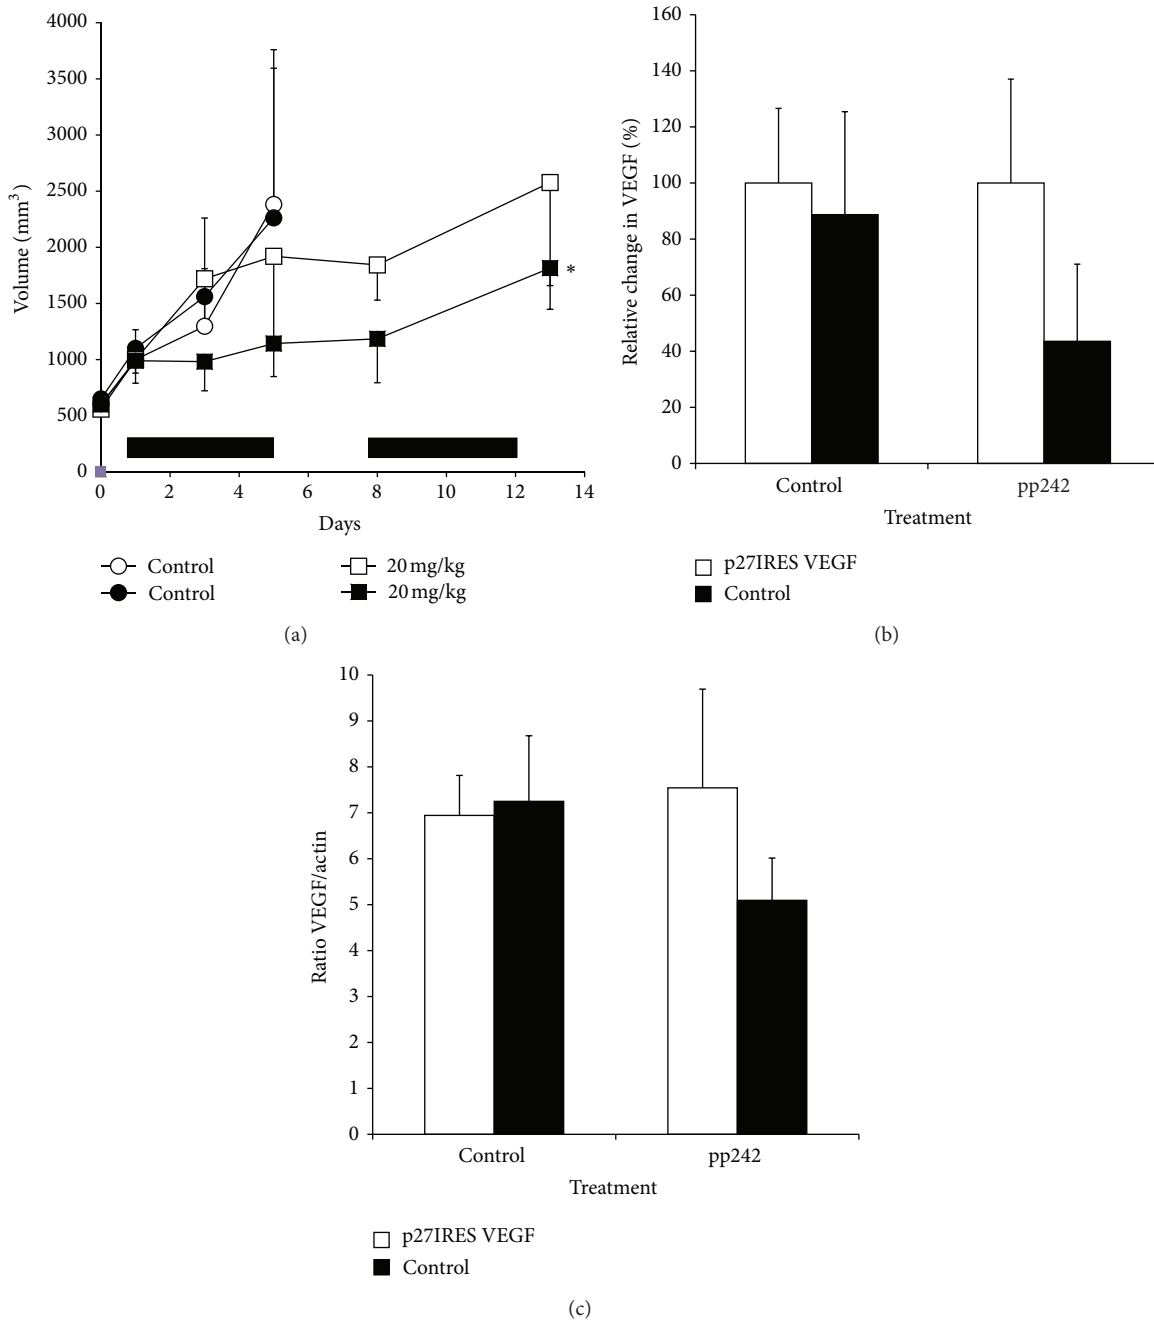 4000
3500
3000
2500
2000
1500
1000
500
0
Volume (mm³)
*
0 2 4 6 8 10 12 14
Days
Control
Control
20 mg/kg
20 mg/kg
(a)
160
140
120
100
80
60
40
20
0
Relative change in VEGF (%)
Control pp242
Treatment
p27IRES VEGF
Control
(b)
10
9
8
7
6
5
4
3
2
1
0
Ratio VEGF/actin
Control pp242
Treatment
p27IRES VEGF
Control
(c)